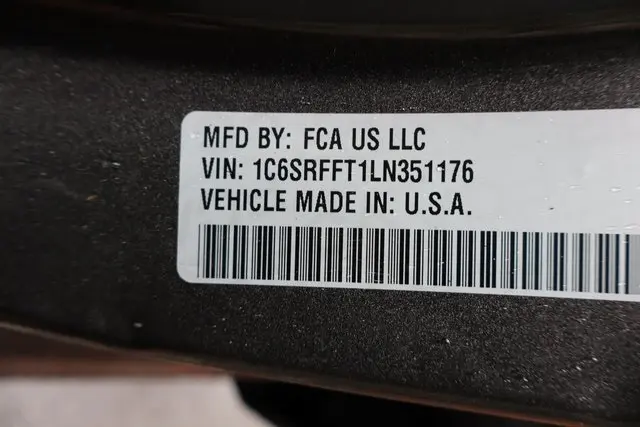 MFD BY: FCA US LLC
VIN: 1C6SRFFT1LN351176
VEHICLE MADE IN: U.S.A.